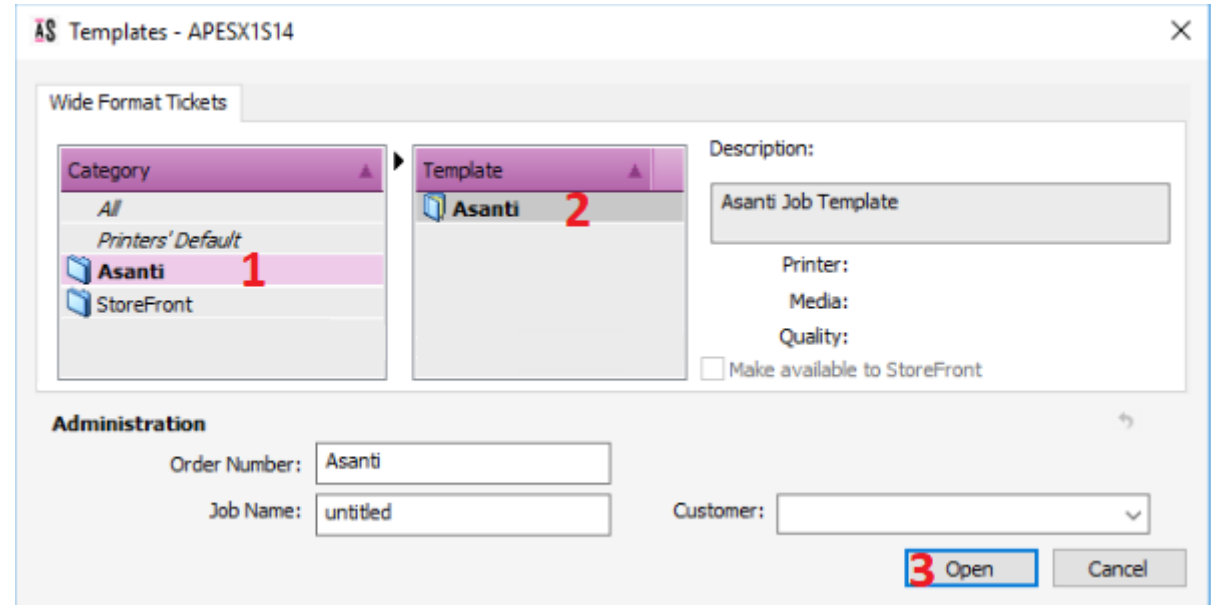 AS Templates - APESX1S14
Wide Format Tickets
Category
All
Printers' Default
Asanti 1
StoreFront
Template
Asanti 2
Description:
Asanti Job Template
Printer:
Media:
Quality:
Make available to StoreFront
Administration
Order Number: Asanti
Job Name: untitled
Customer:
3 Open
Cancel